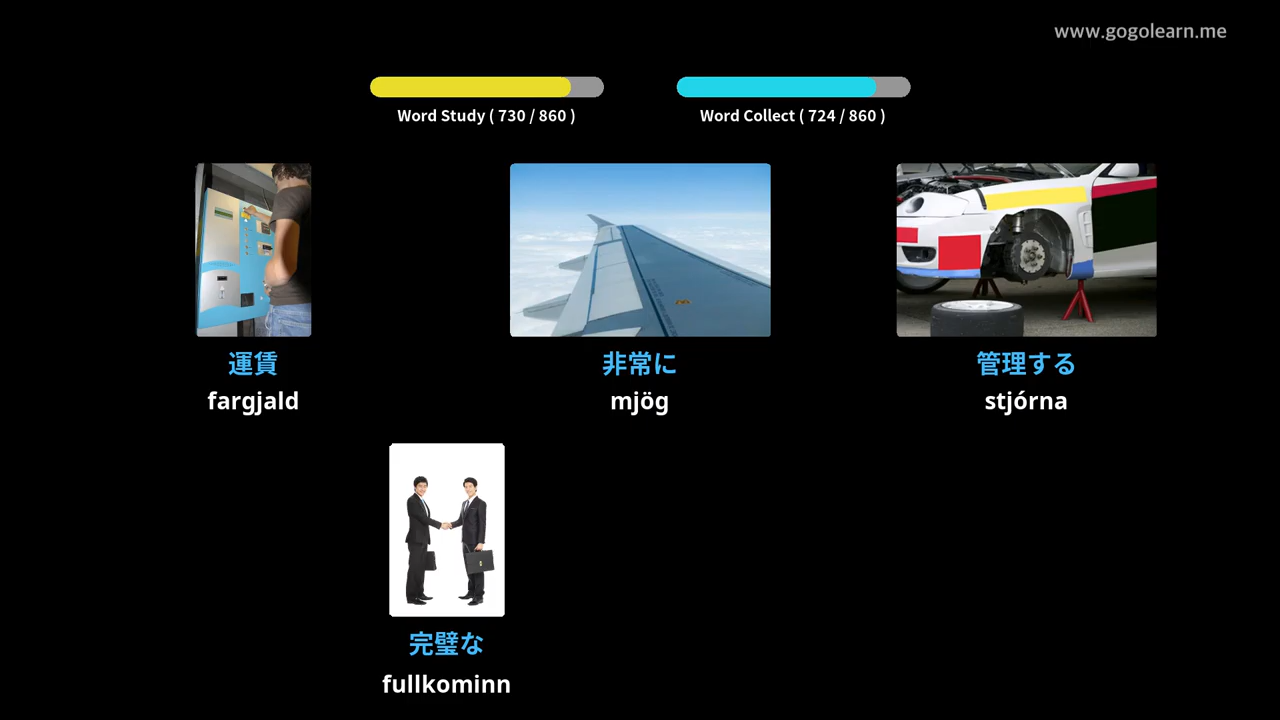 www.gogolearn.me
Word Study ( 730 / 860 )
Word Collect ( 724 / 860 )
運賃
fargjald
非常に
mjög
管理する
stjórna
完璧な
fullkominn